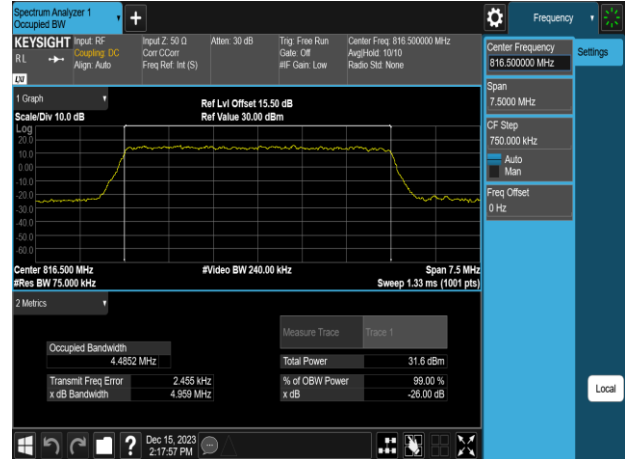 Spectrum Analyzer 1
Occupied BW
+
Frequency
KEYSIGHT
RL
LXI
Input: RF
Coupling: DC
Align: Auto
Input Z: 50 Ω
Corr CCorr
Freq Ref: Int (S)
Atten: 30 dB
Trig: Free Run
Gate: Off
#IF Gain: Low
Center Freq: 816.500000 MHz
Avg|Hold: 10/10
Radio Std: None
1 Graph
Scale/Div 10.0 dB
Ref Lvl Offset 15.50 dB
Ref Value 30.00 dBm
Log
20.0
10.0
0.00
-10.0
-20.0
-30.0
-40.0
-50.0
-60.0
Center 816.500 MHz
#Res BW 75.000 kHz
#Video BW 240.00 kHz
Span 7.5 MHz
Sweep 1.33 ms (1001 pts)
2 Metrics
Measure Trace
Trace 1
Occupied Bandwidth
4.4852 MHz
Total Power 31.6 dBm
Transmit Freq Error 2.455 kHz
% of OBW Power 99.00 %
x dB Bandwidth 4.959 MHz
x dB -26.00 dB
Center Frequency
816.500000 MHz
Settings
Span
7.5000 MHz
CF Step
750.000 kHz
Auto
Man
Freq Offset
0 Hz
Local
?
Dec 15, 2023
2:17:57 PM